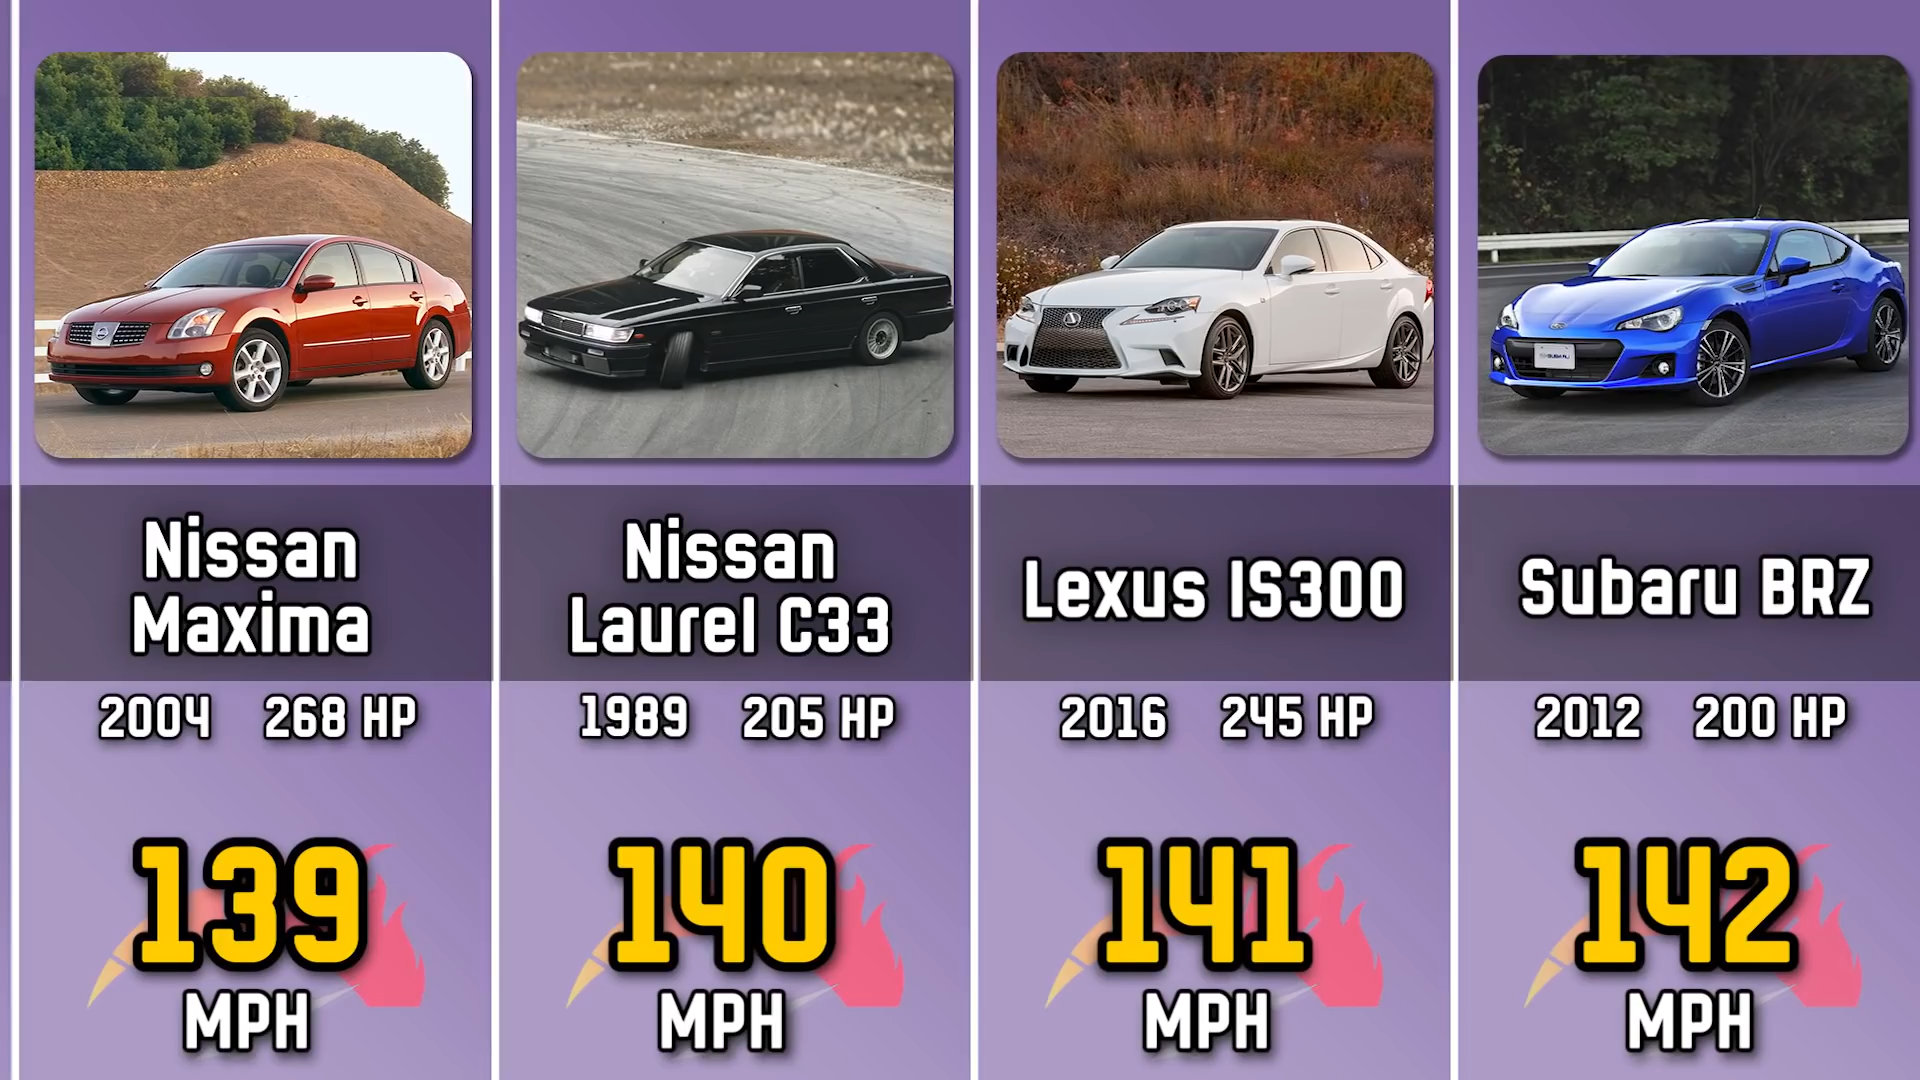 Nissan
Maxima
2004 268 HP
139
MPH
Nissan
Laurel C33
1989 205 HP
140
MPH
Lexus IS300
2016 245 HP
141
MPH
SUBARU
Subaru BRZ
2012 200 HP
142
MPH